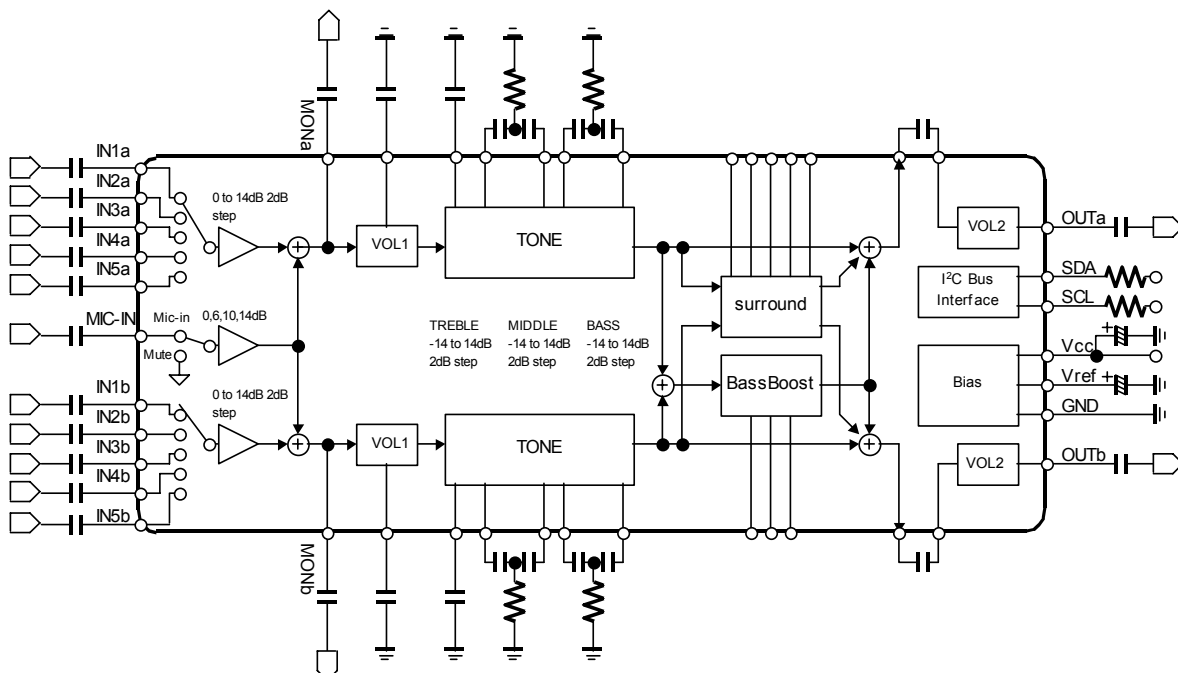 MONa
IN1a
IN2a
IN3a
IN4a
IN5a
0 to 14dB 2dB
step
VOL1
TONE
MIC-IN
Mic-in
Mute
0,6,10,14dB
TREBLE
-14 to 14dB
2dB step
MIDDLE
-14 to 14dB
2dB step
BASS
-14 to 14dB
2dB step
surround
BassBoost
VOL2
OUTa
I²C Bus
Interface
SDA
SCL
Bias
Vcc
+
Vref
+
GND
IN1b
IN2b
IN3b
IN4b
IN5b
0 to 14dB 2dB
step
VOL1
TONE
VOL2
OUTb
MONb